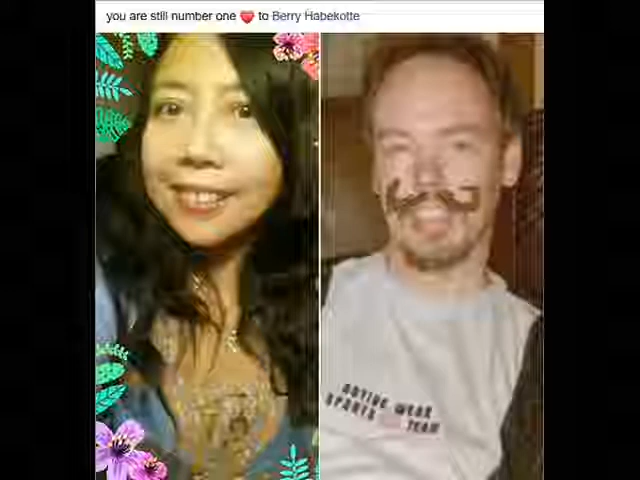 you are still number one ❤ to Berry Habekotte
ACTIVE WEAR
SPORTS TEAM